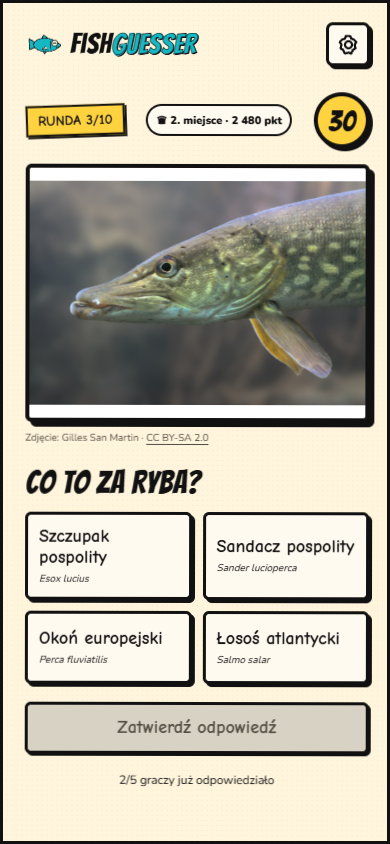 FISHGUESSER
RUNDA 3/10
2. miejsce · 2 480 pkt
30
Zdjęcie: Gilles San Martin · CC BY-SA 2.0
CO TO ZA RYBA?
Szczupak
pospolity
Esox lucius
Sandacz pospolity
Sander lucioperca
Okoń europejski
Perca fluviatilis
Łosoś atlantycki
Salmo salar
Zatwierdź odpowiedź
2/5 graczy już odpowiedziało